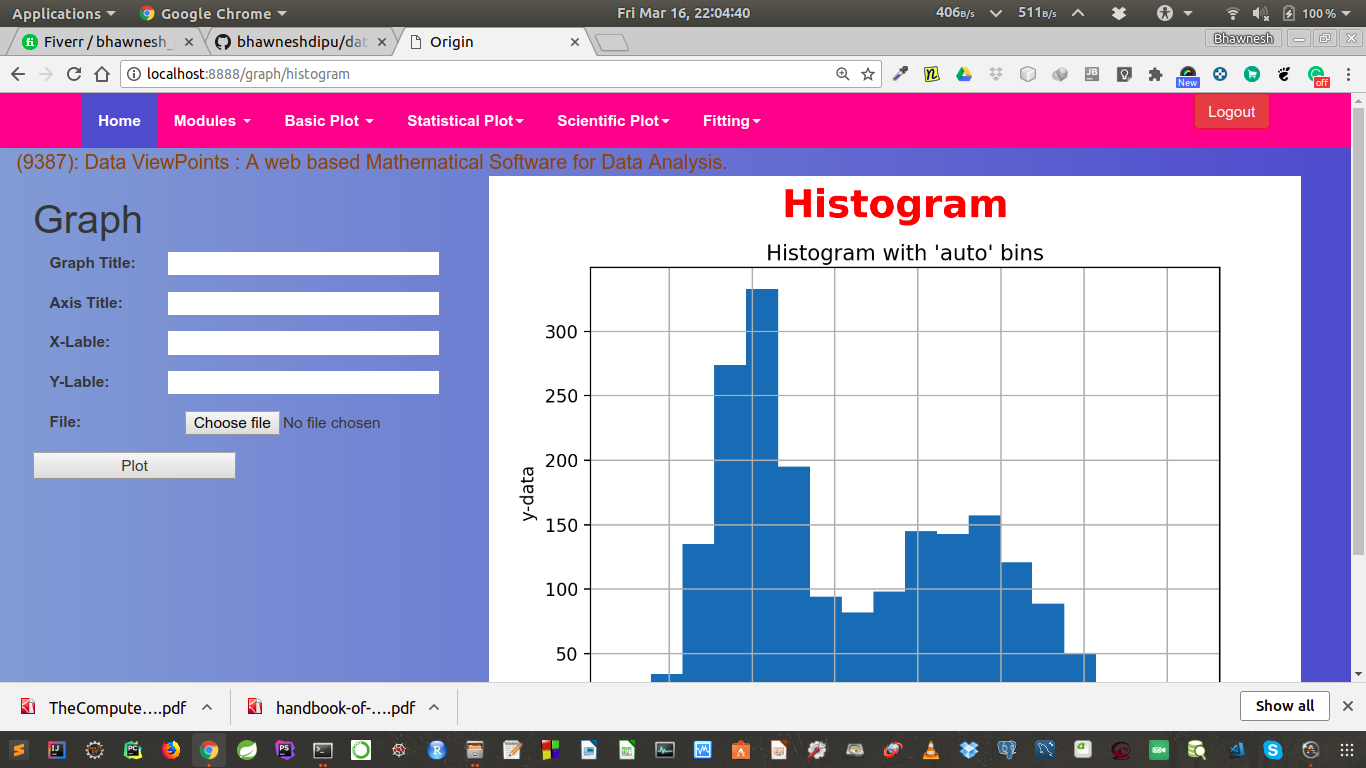 Applications Google Chrome Fri Mar 16, 22:04:40 406B/s 511B/s 100 %
Fiverr / bhawnesh_ bhawneshdipu/dat Origin Bhawnesh
localhost:8888/graph/histogram New off
Home Modules Basic Plot Statistical Plot Scientific Plot Fitting Logout
(9387): Data ViewPoints : A web based Mathematical Software for Data Analysis.
Graph
Graph Title:
Axis Title:
X-Lable:
Y-Lable:
File: Choose file No file chosen
Plot
Histogram
Histogram with 'auto' bins
300
250
200
150
100
50
y-data
TheCompute....pdf handbook-of-....pdf Show all